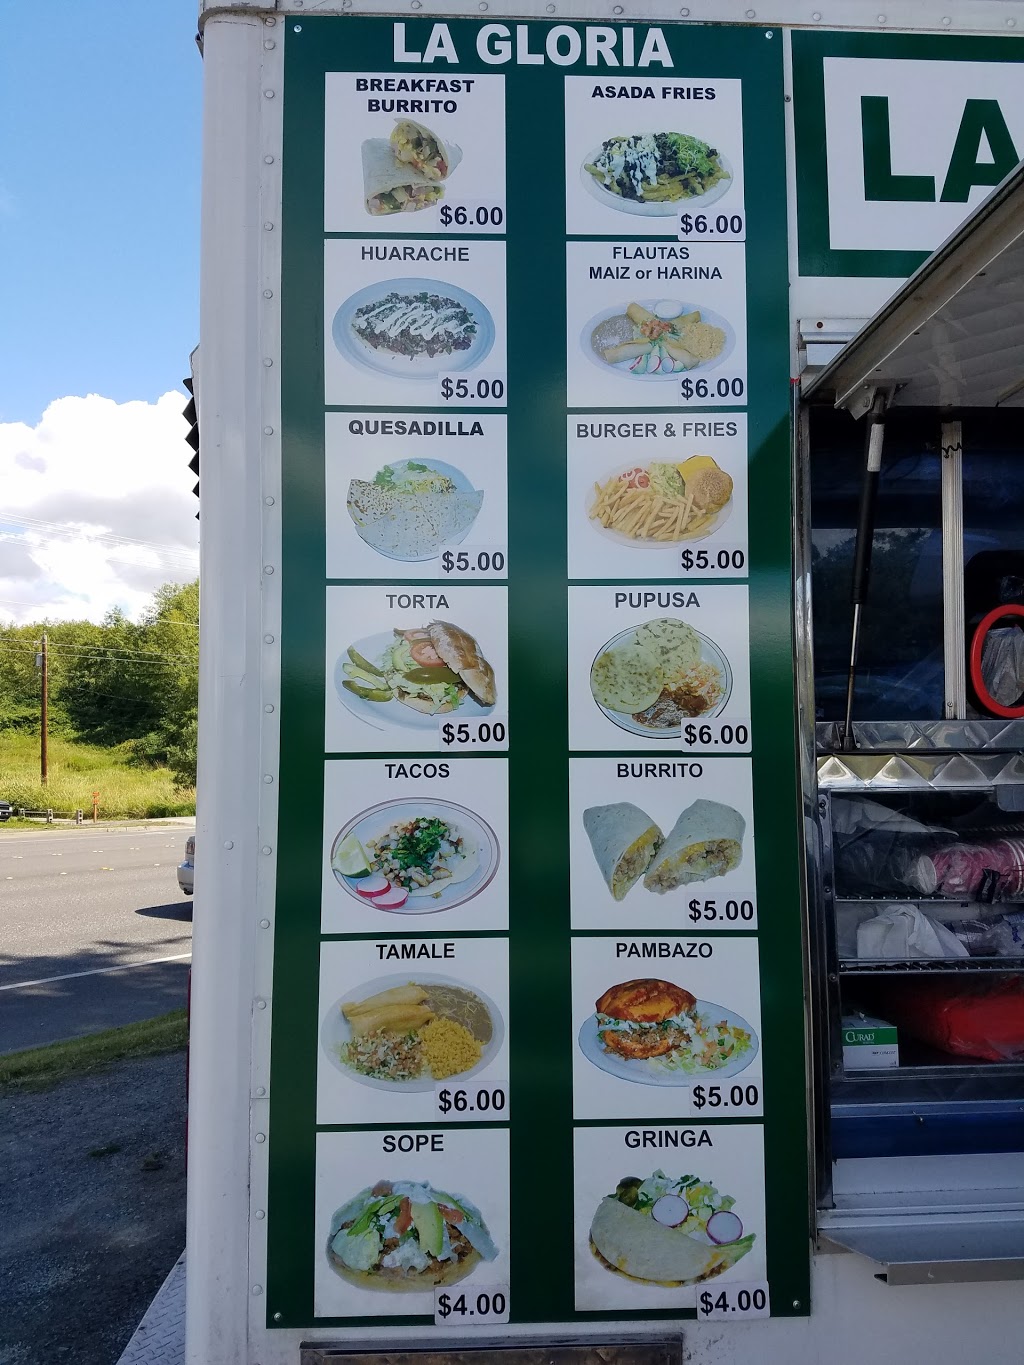 LA GLORIA
BREAKFAST
BURRITO
$6.00
ASADA FRIES
$6.00
HUARACHE
$5.00
FLAUTAS
MAIZ or HARINA
$6.00
QUESADILLA
$5.00
BURGER & FRIES
$5.00
TORTA
$5.00
PUPUSA
$6.00
TACOS
BURRITO
$5.00
TAMALE
$6.00
PAMBAZO
$5.00
SOPE
$4.00
GRINGA
$4.00
LA
CURAD